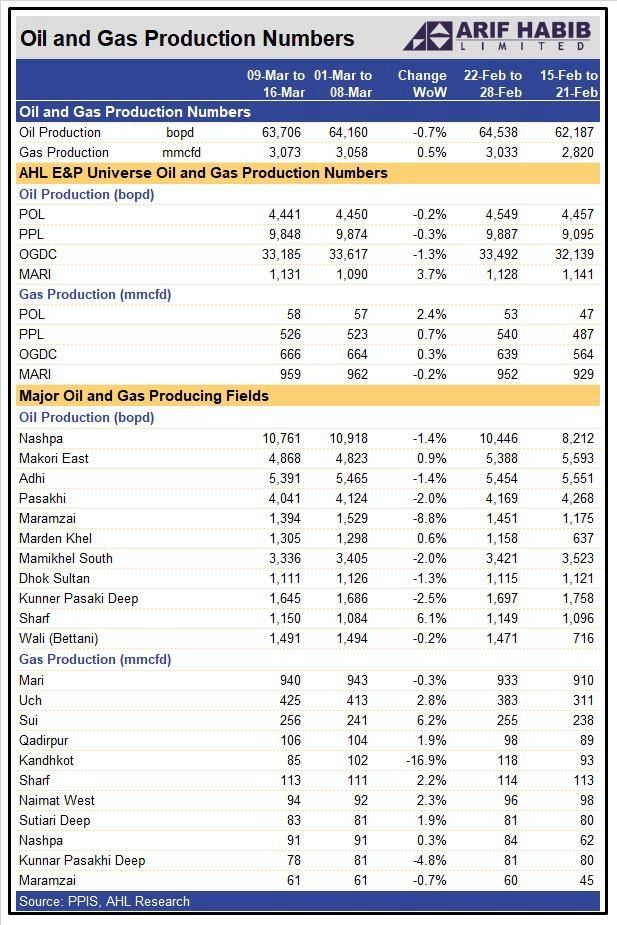 Oil and Gas Production Numbers
ARIF HABIB
LIMITED
09-Mar to 01-Mar to Change 22-Feb to 15-Feb to
16-Mar 08-Mar WoW 28-Feb 21-Feb
Oil and Gas Production Numbers
Oil Production bopd 63,706 64,160 -0.7% 64,538 62,187
Gas Production mmcfd 3,073 3,058 0.5% 3,033 2,820
AHL E&P Universe Oil and Gas Production Numbers
Oil Production (bopd)
POL 4,441 4,450 -0.2% 4,549 4,457
PPL 9,848 9,874 -0.3% 9,887 9,095
OGDC 33,185 33,617 -1.3% 33,492 32,139
MARI 1,131 1,090 3.7% 1,128 1,141
Gas Production (mmcfd)
POL 58 57 2.4% 53 47
PPL 526 523 0.7% 540 487
OGDC 666 664 0.3% 639 564
MARI 959 962 -0.2% 952 929
Major Oil and Gas Producing Fields
Oil Production (bopd)
Nashpa 10,761 10,918 -1.4% 10,446 8,212
Makori East 4,868 4,823 0.9% 5,388 5,593
Adhi 5,391 5,465 -1.4% 5,454 5,551
Pasakhi 4,041 4,124 -2.0% 4,169 4,268
Maramzai 1,394 1,529 -8.8% 1,451 1,175
Marden Khel 1,305 1,298 0.6% 1,158 637
Mamikhel South 3,336 3,405 -2.0% 3,421 3,523
Dhok Sultan 1,111 1,126 -1.3% 1,115 1,121
Kunner Pasaki Deep 1,645 1,686 -2.5% 1,697 1,758
Sharf 1,150 1,084 6.1% 1,149 1,096
Wali (Bettani) 1,491 1,494 -0.2% 1,471 716
Gas Production (mmcfd)
Mari 940 943 -0.3% 933 910
Uch 425 413 2.8% 383 311
Sui 256 241 6.2% 255 238
Qadirpur 106 104 1.9% 98 89
Kandhkot 85 102 -16.9% 118 93
Sharf 113 111 2.2% 114 113
Naimat West 94 92 2.3% 96 98
Sutiari Deep 83 81 1.9% 81 80
Nashpa 91 91 0.3% 84 62
Kunnar Pasakhi Deep 78 81 -4.8% 81 80
Maramzai 61 61 -0.7% 60 45
Source: PPIS, AHL Research